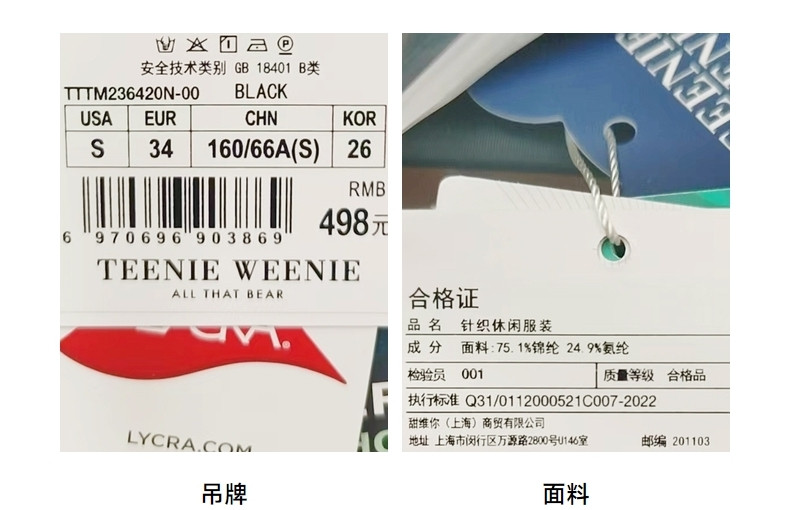 安全技术类别 GB 18401 B类
TTTM236420N-00 BLACK
USA EUR CHN KOR
S 34 160/66A(S) 26
RMB
498元
6 970696 903869
TEENIE WEENIE
ALL THAT BEAR
LYCRA.COM
吊牌
EENIE
合格证
品 名 针织休闲服装
成 分 面料:75.1%锦纶 24.9%氨纶
检验员 001 质量等级 合格品
执行标准 Q31/0112000521C007-2022
甜维你(上海)商贸有限公司
地址 上海市闵行区万源路2800号U146室 邮编 201103
面料